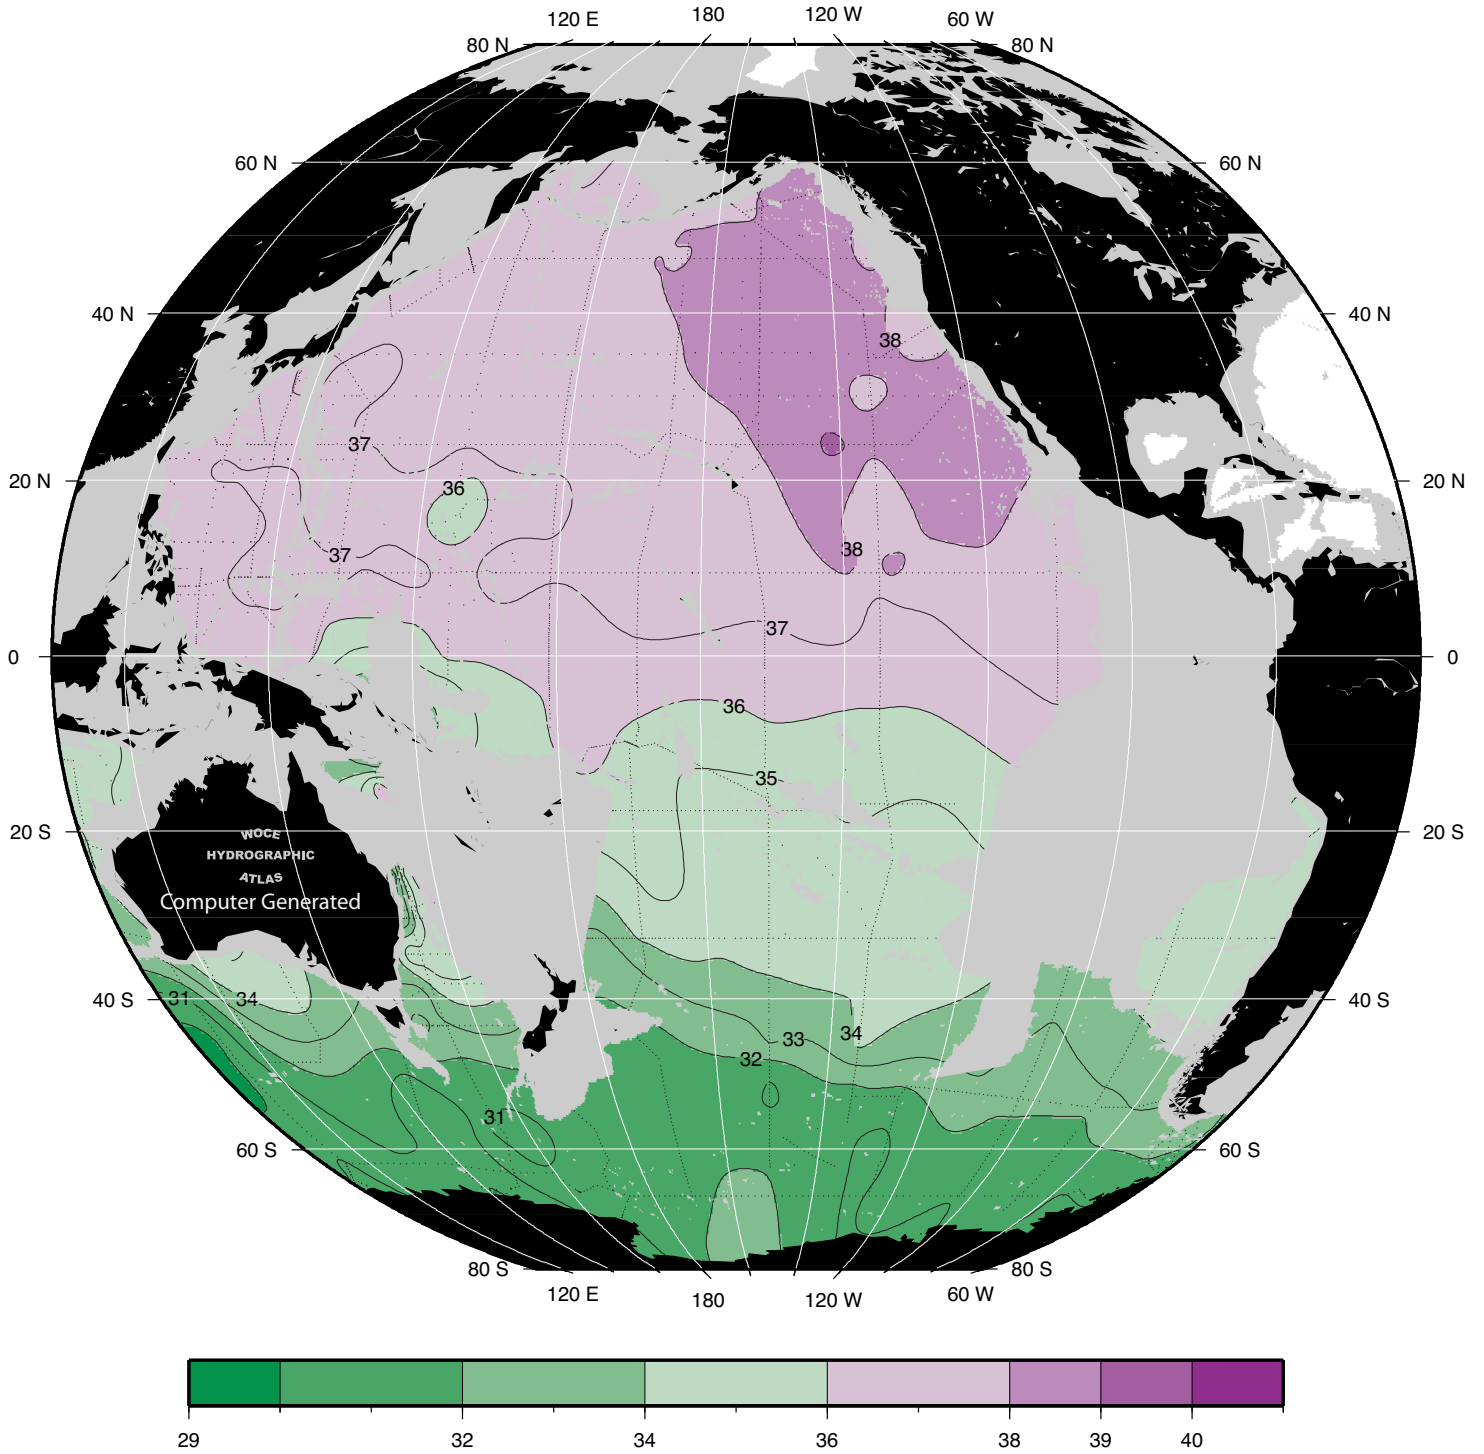 120 E 180 120 W 60 W
80 N 80 N
60 N 60 N
40 N 40 N
38
37
20 N 36 20 N
37 38
37
0 0
36
35
20 S 20 S
WOCE
HYDROGRAPHIC
ATLAS
Computer Generated
40 S 31 34 40 S
33 34
32
31
60 S 60 S
80 S 80 S
120 E 180 120 W 60 W
29 32 34 36 38 39 40